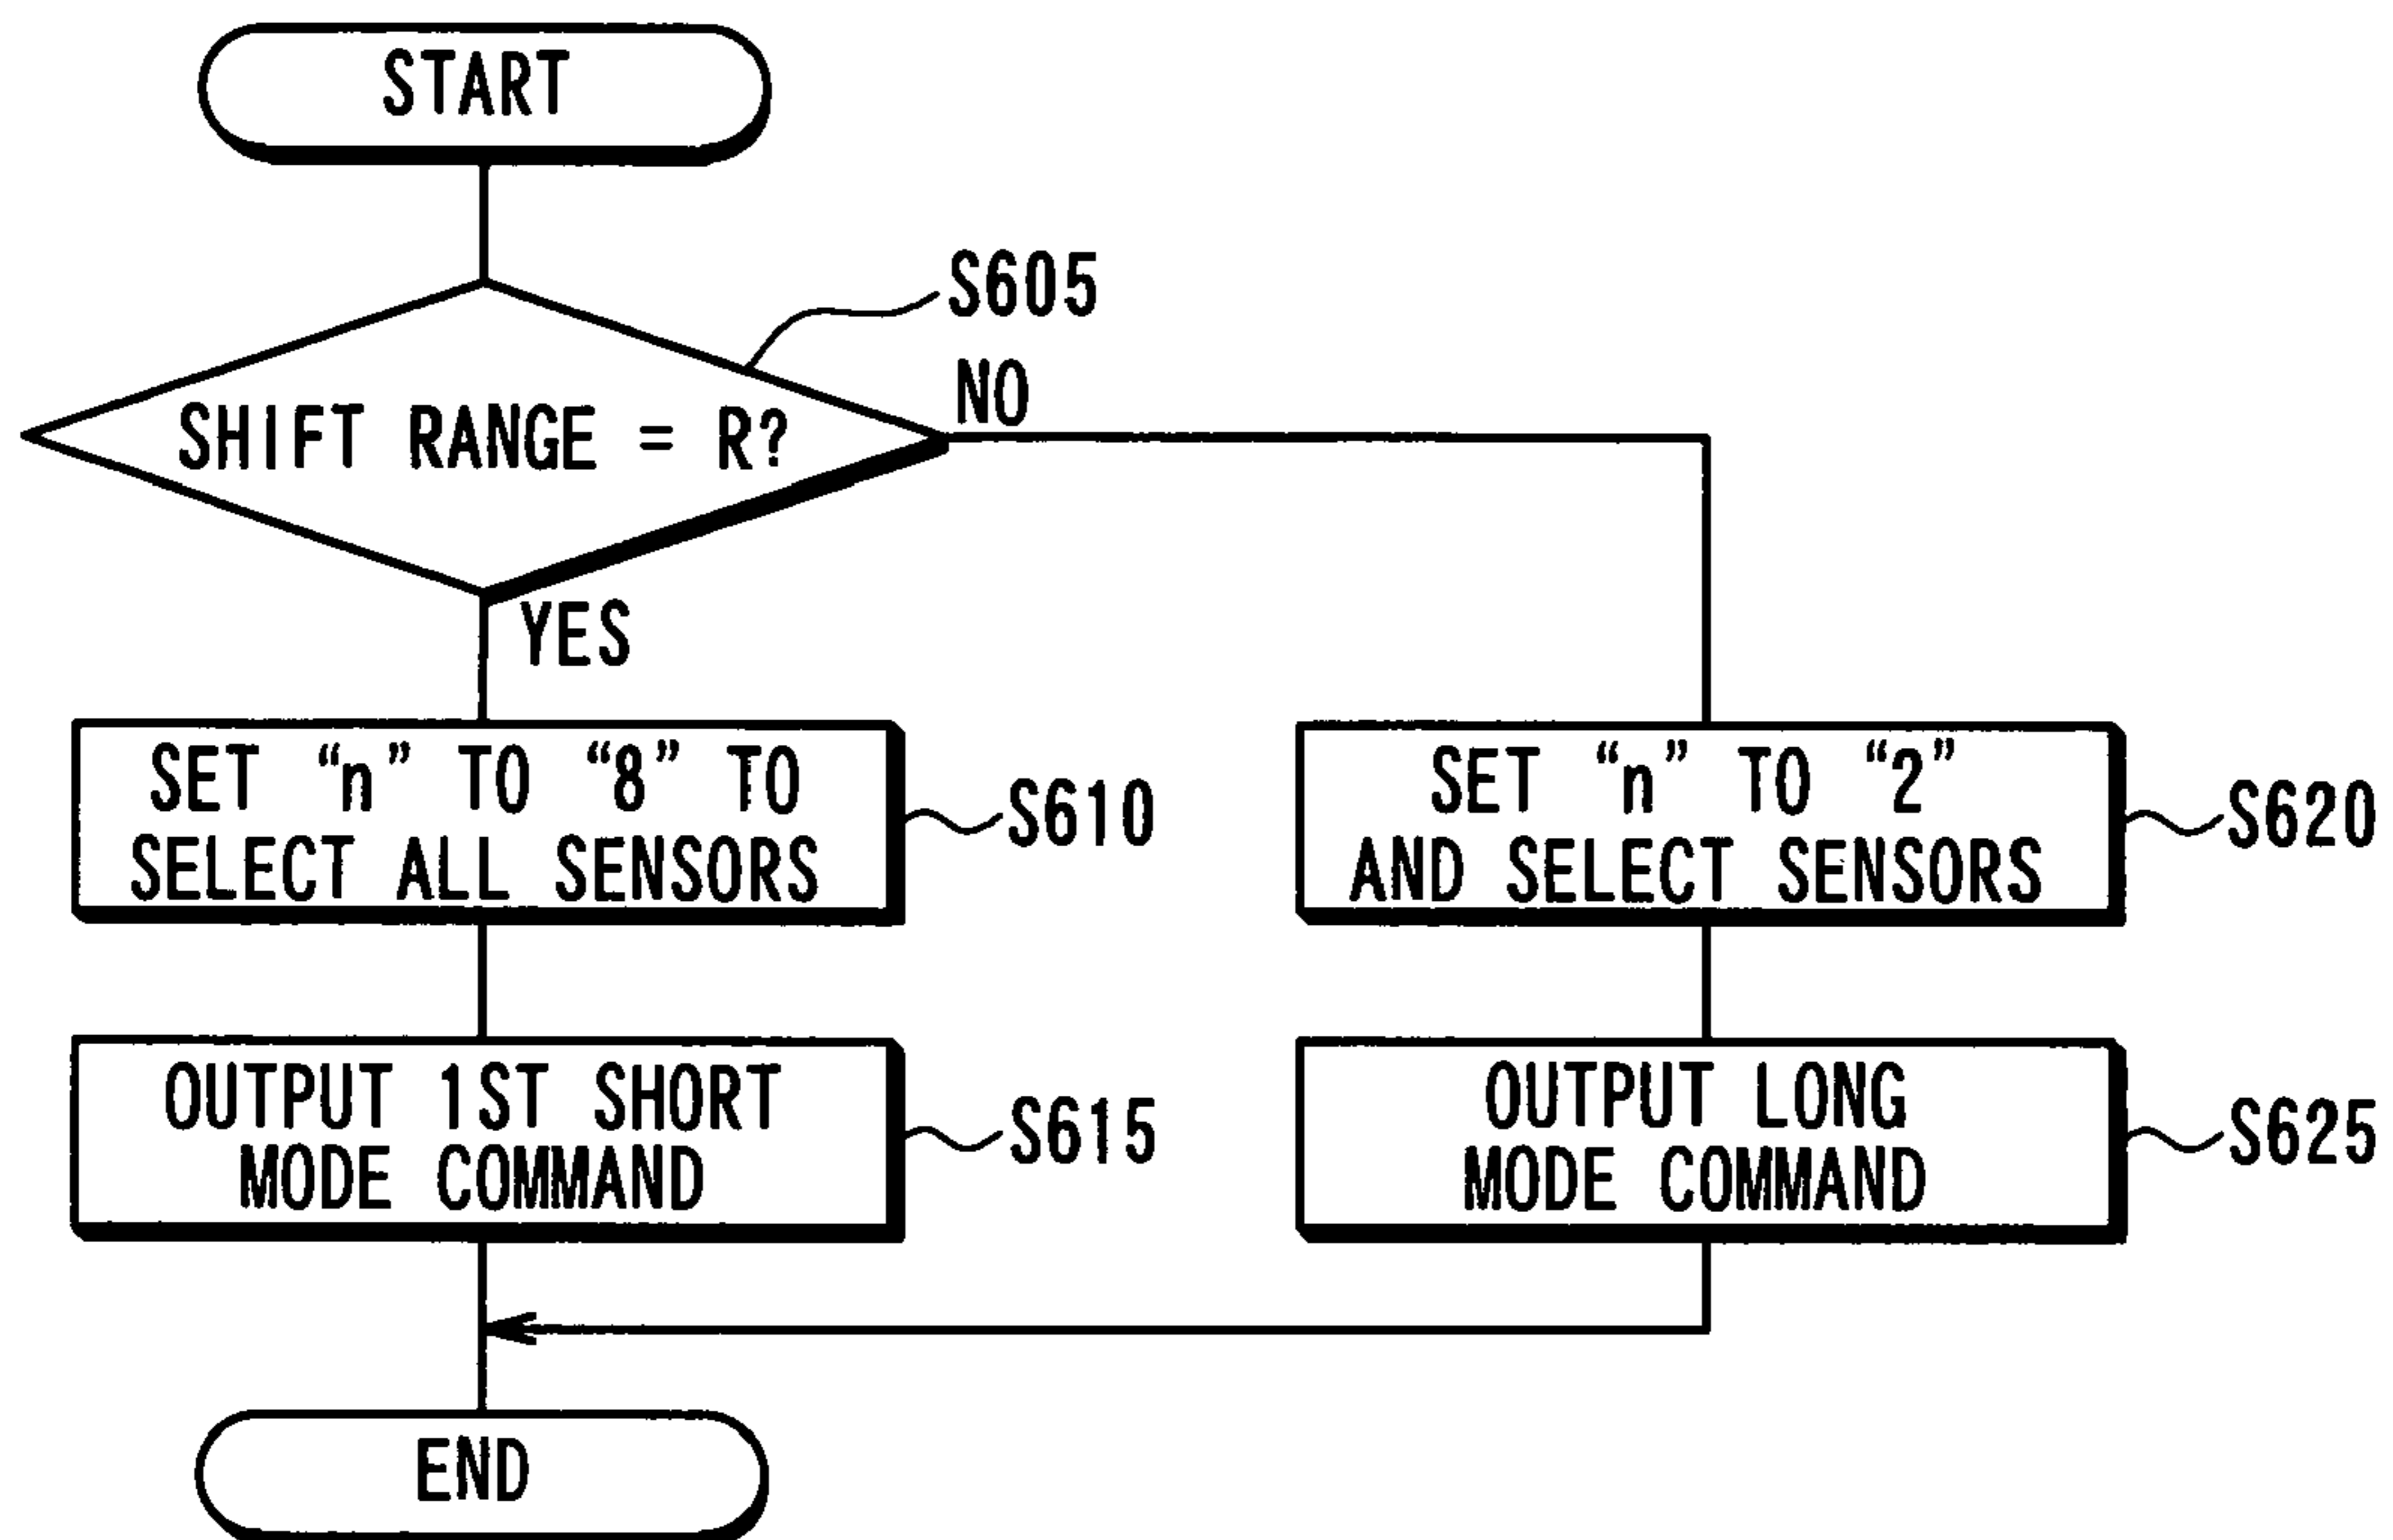 START
S605
NO
SHIFT RANGE = R?
YES
SET “n” TO “8” TO
SELECT ALL SENSORS
S610
SET “n” TO “2”
AND SELECT SENSORS
S620
OUTPUT 1ST SHORT
MODE COMMAND
S615
OUTPUT LONG
MODE COMMAND
S625
END